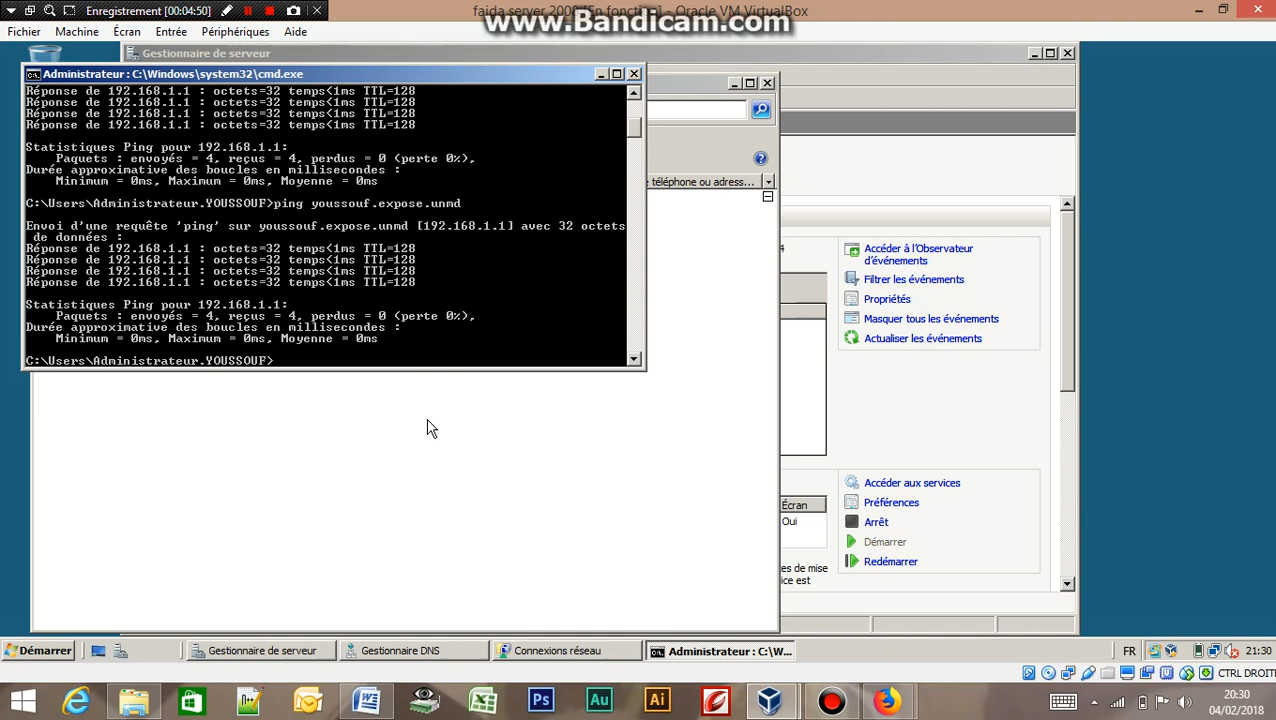 Enregistrement (00:04:50)
faida server 2008 [En fonction] - Oracle VM VirtualBox
www.Bandicam.com
Fichier Machine Écran Entrée Périphériques Aide
Gestionnaire de serveur
Administrateur : C:\Windows\system32\cmd.exe
Réponse de 192.168.1.1 : octets=32 temps<1ms TTL=128
Réponse de 192.168.1.1 : octets=32 temps<1ms TTL=128
Réponse de 192.168.1.1 : octets=32 temps<1ms TTL=128
Réponse de 192.168.1.1 : octets=32 temps<1ms TTL=128
Statistiques Ping pour 192.168.1.1:
Paquets : envoyés = 4, reçus = 4, perdus = 0 (perte 0%),
Durée approximative des boucles en millisecondes :
Minimum = 0ms, Maximum = 0ms, Moyenne = 0ms
C:\Users\Administrateur.YOUSSOUF>ping youssouf.expose.unmd
Envoi d'une requête 'ping' sur youssouf.expose.unmd [192.168.1.1] avec 32 octets
de données :
Réponse de 192.168.1.1 : octets=32 temps<1ms TTL=128
Réponse de 192.168.1.1 : octets=32 temps<1ms TTL=128
Réponse de 192.168.1.1 : octets=32 temps<1ms TTL=128
Réponse de 192.168.1.1 : octets=32 temps<1ms TTL=128
Statistiques Ping pour 192.168.1.1:
Paquets : envoyés = 4, reçus = 4, perdus = 0 (perte 0%),
Durée approximative des boucles en millisecondes :
Minimum = 0ms, Maximum = 0ms, Moyenne = 0ms
C:\Users\Administrateur.YOUSSOUF>
téléphone ou adress...
4
Accéder à l'Observateur
d'événements
Filtrer les événements
Propriétés
Masquer tous les événements
Actualiser les événements
Accéder aux services
Préférences
Arrêt
Démarrer
Redémarrer
Écran
Oui
es de mise
ice est
Démarrer
Gestionnaire de serveur
Gestionnaire DNS
Connexions réseau
Administrateur : C:\W...
FR
21:30
CTRL DROITE
Ps
Au
Ai
20:30
04/02/2018